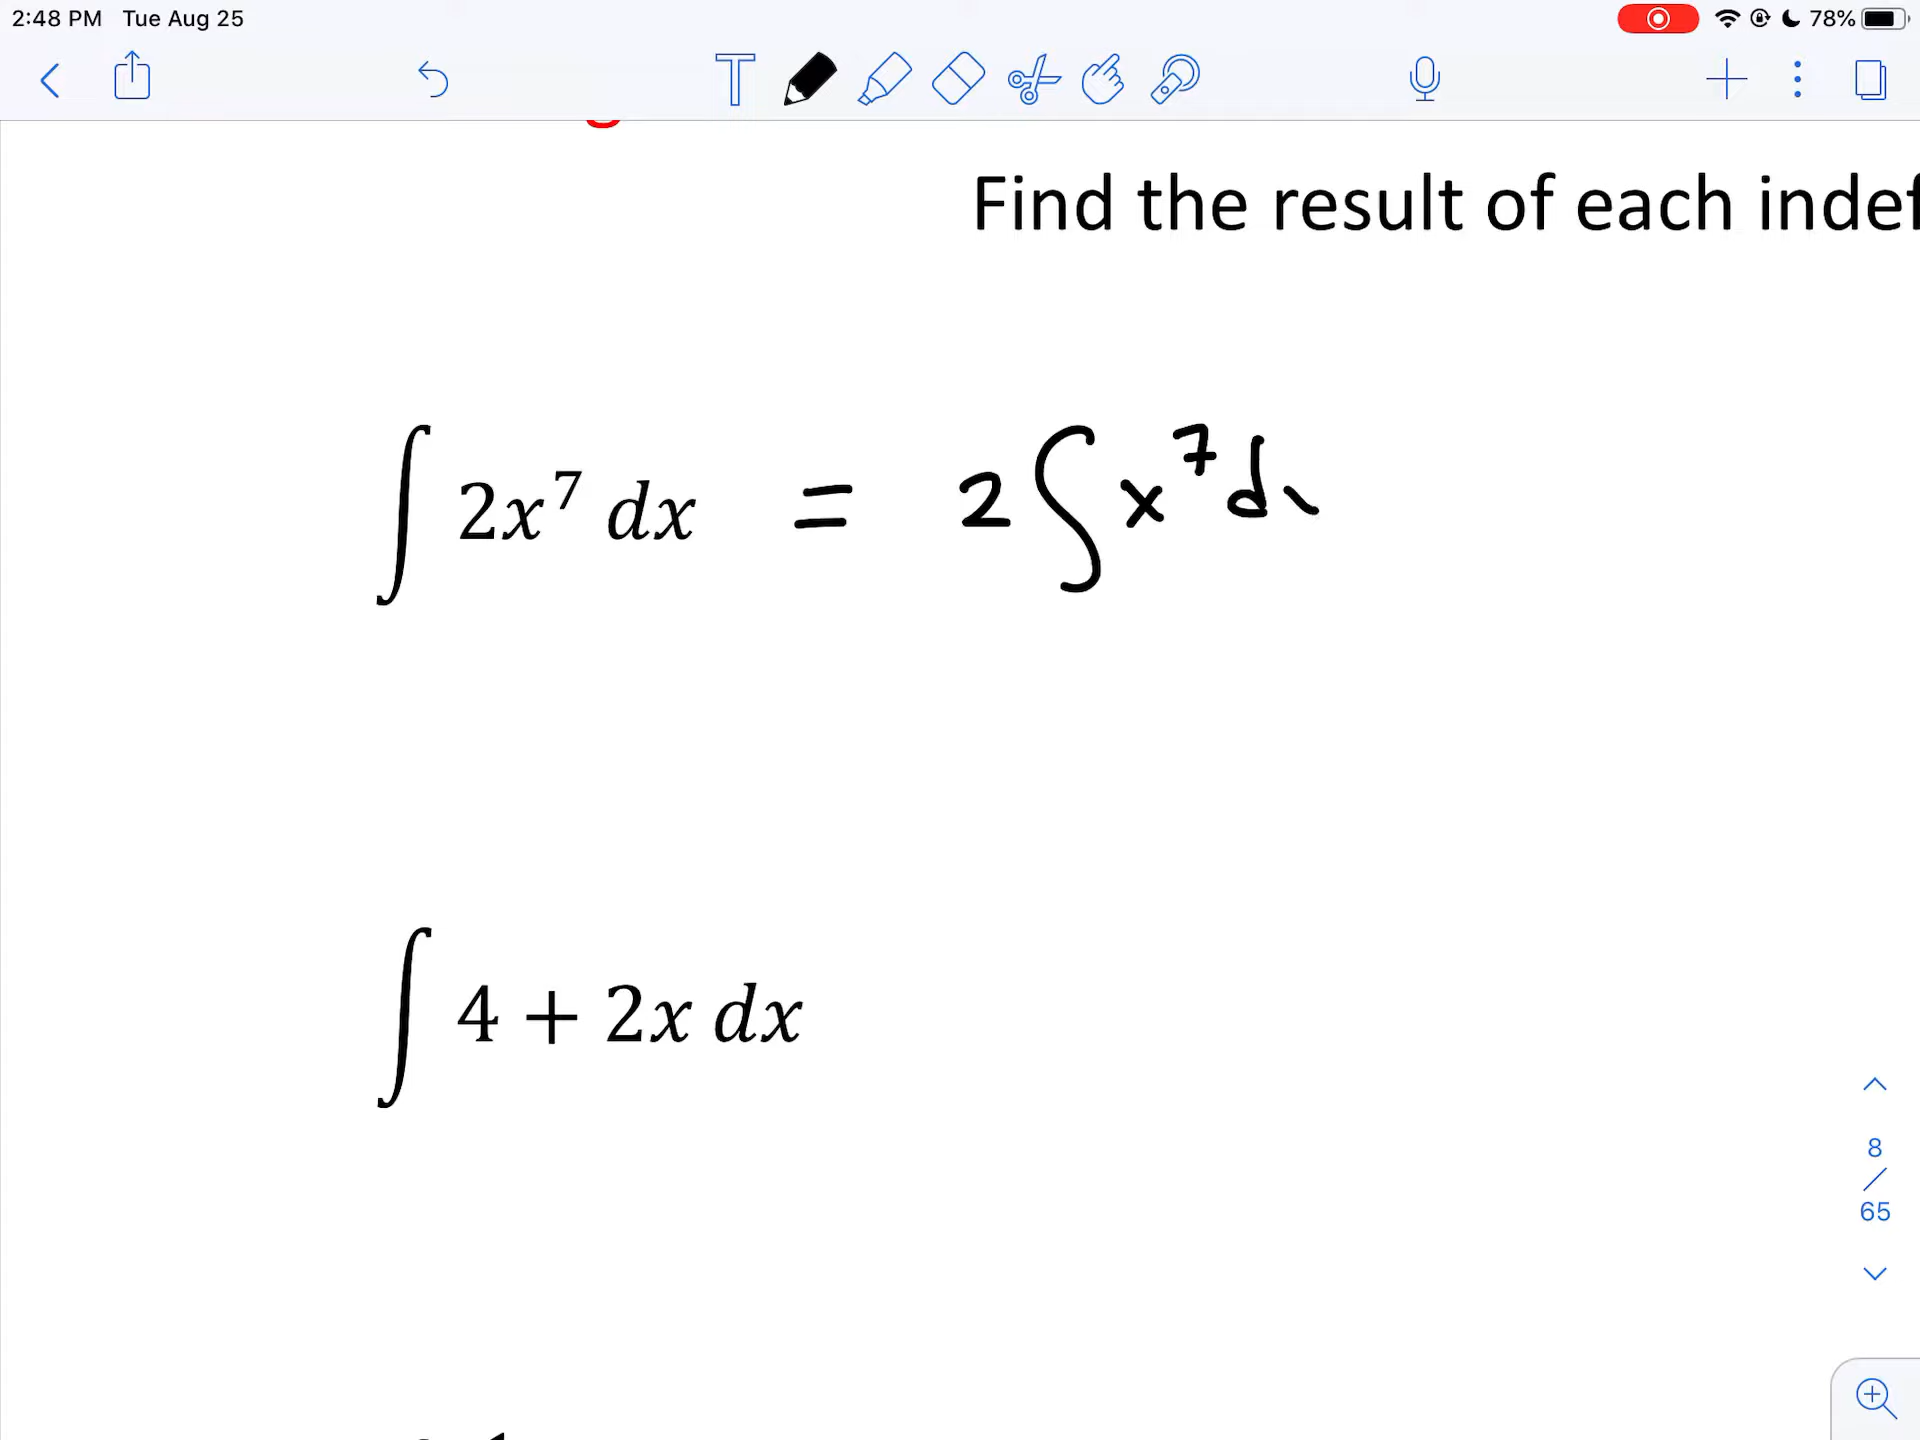 2:48 PM Tue Aug 25
78%
T
Find the result of each indef
∫ 2x⁷ dx = 2 ∫ x⁷ d
∫ 4 + 2x dx
8
/
65